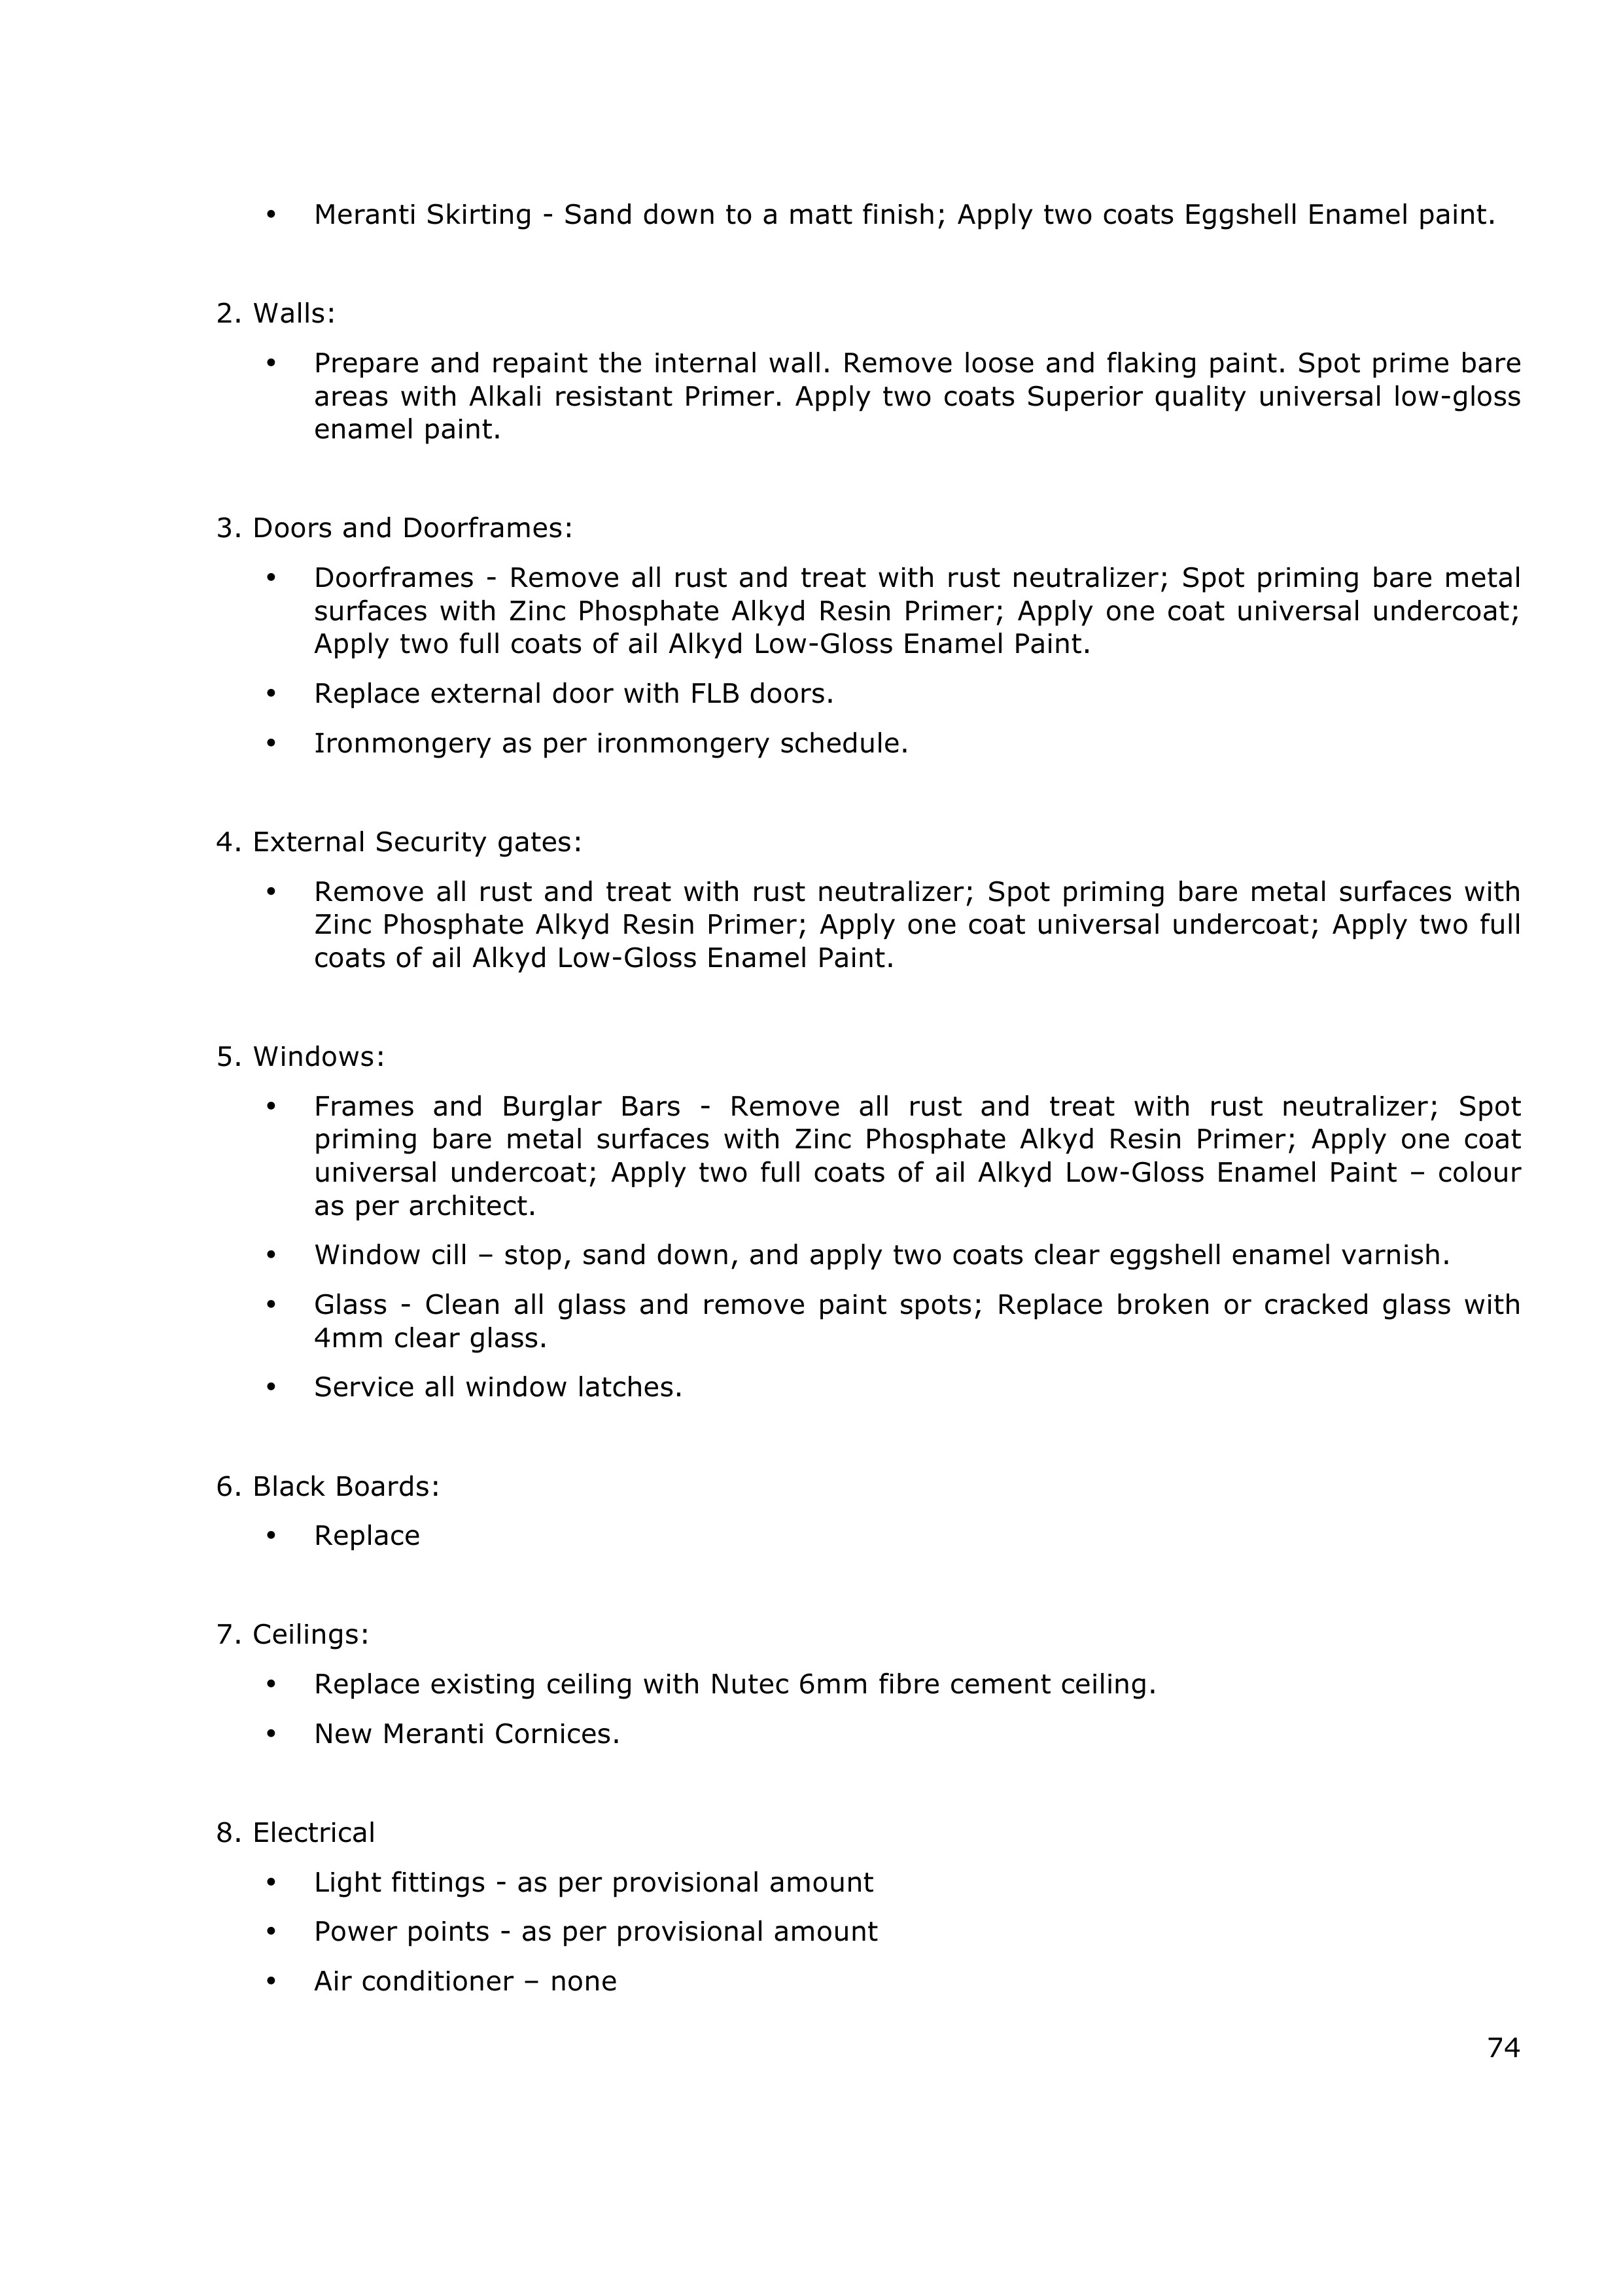 • Meranti Skirting - Sand down to a matt finish; Apply two coats Eggshell Enamel paint.
2. Walls:
• Prepare and repaint the internal wall. Remove loose and flaking paint. Spot prime bare
areas with Alkali resistant Primer. Apply two coats Superior quality universal low-gloss
enamel paint.
3. Doors and Doorframes:
• Doorframes - Remove all rust and treat with rust neutralizer; Spot priming bare metal
surfaces with Zinc Phosphate Alkyd Resin Primer; Apply one coat universal undercoat;
Apply two full coats of ail Alkyd Low-Gloss Enamel Paint.
• Replace external door with FLB doors.
• Ironmongery as per ironmongery schedule.
4. External Security gates:
• Remove all rust and treat with rust neutralizer; Spot priming bare metal surfaces with
Zinc Phosphate Alkyd Resin Primer; Apply one coat universal undercoat; Apply two full
coats of ail Alkyd Low-Gloss Enamel Paint.
5. Windows:
• Frames and Burglar Bars - Remove all rust and treat with rust neutralizer; Spot
priming bare metal surfaces with Zinc Phosphate Alkyd Resin Primer; Apply one coat
universal undercoat; Apply two full coats of ail Alkyd Low-Gloss Enamel Paint – colour
as per architect.
• Window cill – stop, sand down, and apply two coats clear eggshell enamel varnish.
• Glass - Clean all glass and remove paint spots; Replace broken or cracked glass with
4mm clear glass.
• Service all window latches.
6. Black Boards:
• Replace
7. Ceilings:
• Replace existing ceiling with Nutec 6mm fibre cement ceiling.
• New Meranti Cornices.
8. Electrical
• Light fittings - as per provisional amount
• Power points - as per provisional amount
• Air conditioner – none
74